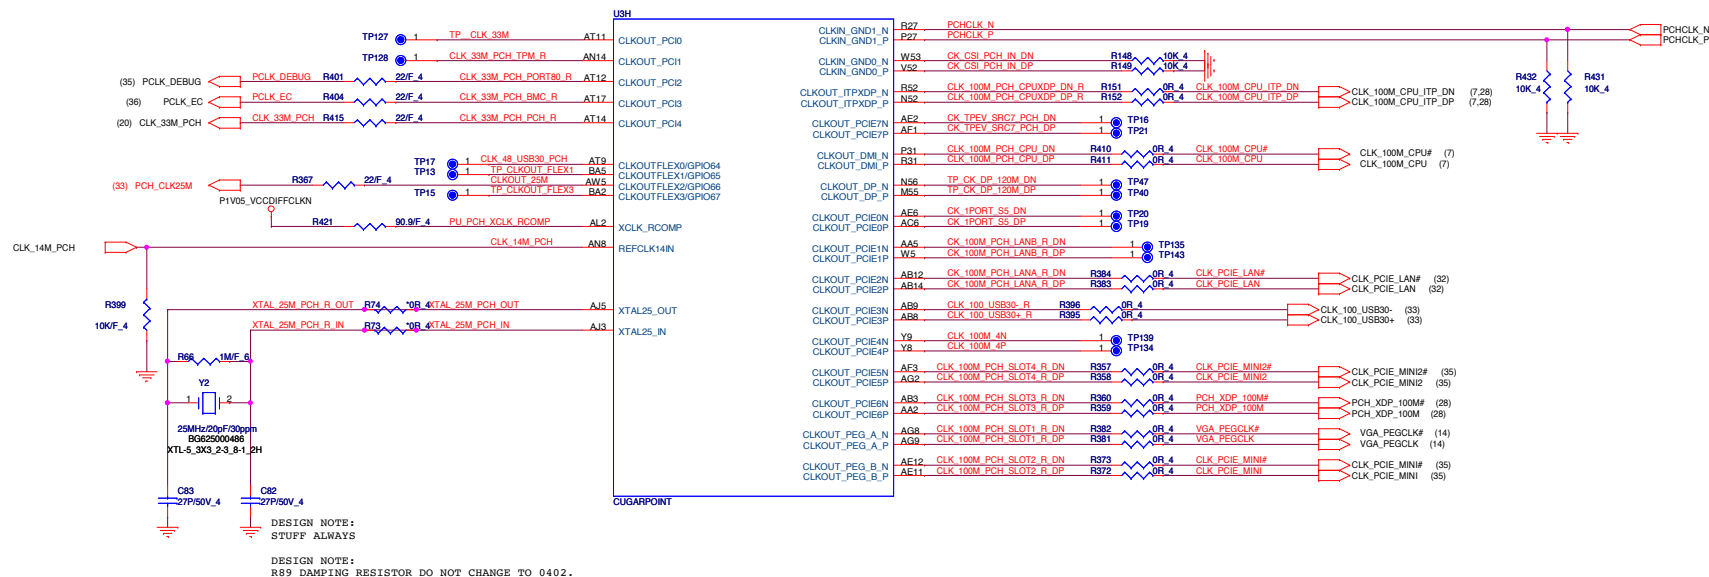 U3H
TP127 1 TP__CLK_33M AT11 CLKOUT_PCI0
TP128 1 CLK_33M_PCH_TPM_R AN14 CLKOUT_PCI1
(35) PCLK_DEBUG PCLK_DEBUG R401 22/F_4 CLK_33M_PCH_PORT80_R AT12 CLKOUT_PCI2
(36) PCLK_EC PCLK_EC R404 22/F_4 CLK_33M_PCH_BMC_R AT17 CLKOUT_PCI3
(20) CLK_33M_PCH CLK_33M_PCH R415 22/F_4 CLK_33M_PCH_PCH_R AT14 CLKOUT_PCI4
TP17 1 CLK_48_USB30_PCH AT9 CLKOUTFLEX0/GPIO64
TP13 1 TP_CLKOUT_FLEX1 BA5 CLKOUTFLEX1/GPIO65
(33) PCH_CLK25M R367 22/F_4 CLKOUT_25M AW5 CLKOUTFLEX2/GPIO66
TP15 1 TP_CLKOUT_FLEX3 BA2 CLKOUTFLEX3/GPIO67
P1V05_VCCDIFFCLKN
R421 90.9/F_4 PU_PCH_XCLK_RCOMP AL2 XCLK_RCOMP
CLK_14M_PCH CLK_14M_PCH AN8 REFCLK14IN
R399
10K/F_4
XTAL_25M_PCH_R_OUT R74 *0R_4 XTAL_25M_PCH_OUT AJ5 XTAL25_OUT
XTAL_25M_PCH_R_IN R73 *0R_4 XTAL_25M_PCH_IN AJ3 XTAL25_IN
R66 1M/F_6
Y2
1 2
25MHz/20pF/30ppm
BG625000486
XTL-5_3X3_2-3_8-1_2H
C83
27P/50V_4
C82
27P/50V_4
DESIGN NOTE:
STUFF ALWAYS
DESIGN NOTE:
R89 DAMPING RESISTOR DO NOT CHANGE TO 0402.
CLKIN_GND1_N R27 PCHCLK_N PCHCLK_N
CLKIN_GND1_P P27 PCHCLK_P PCHCLK_P
CLKIN_GND0_N W53 CK_CSI_PCH_IN_DN R148 10K_4
CLKIN_GND0_P V52 CK_CSI_PCH_IN_DP R149 10K_4
R432
10K_4
R431
10K_4
CLKOUT_ITPXDP_N R52 CLK_100M_PCH_CPUXDP_DN_R R151 0R_4 CLK_100M_CPU_ITP_DN CLK_100M_CPU_ITP_DN (7,28)
CLKOUT_ITPXDP_P N52 CLK_100M_PCH_CPUXDP_DP_R R152 0R_4 CLK_100M_CPU_ITP_DP CLK_100M_CPU_ITP_DP (7,28)
CLKOUT_PCIE7N AE2 CK_TPEV_SRC7_PCH_DN 1 TP16
CLKOUT_PCIE7P AF1 CK_TPEV_SRC7_PCH_DP 1 TP21
CLKOUT_DMI_N P31 CLK_100M_PCH_CPU_DN R410 0R_4 CLK_100M_CPU# CLK_100M_CPU# (7)
CLKOUT_DMI_P R31 CLK_100M_PCH_CPU_DP R411 0R_4 CLK_100M_CPU CLK_100M_CPU (7)
CLKOUT_DP_N N56 TP_CK_DP_120M_DN 1 TP47
CLKOUT_DP_P M55 TP_CK_DP_120M_DP 1 TP40
CLKOUT_PCIE0N AE6 CK_1PORT_S5_DN 1 TP20
CLKOUT_PCIE0P AC6 CK_1PORT_S5_DP 1 TP19
CLKOUT_PCIE1N AA5 CK_100M_PCH_LANB_R_DN 1 TP135
CLKOUT_PCIE1P W5 CK_100M_PCH_LANB_R_DP 1 TP143
CLKOUT_PCIE2N AB12 CK_100M_PCH_LANA_R_DN R384 0R_4 CLK_PCIE_LAN# CLK_PCIE_LAN# (32)
CLKOUT_PCIE2P AB14 CK_100M_PCH_LANA_R_DP R383 0R_4 CLK_PCIE_LAN CLK_PCIE_LAN (32)
CLKOUT_PCIE3N AB9 CLK_100_USB30-_R R396 0R_4 CLK_100_USB30- (33)
CLKOUT_PCIE3P AB8 CLK_100_USB30+_R R395 0R_4 CLK_100_USB30+ (33)
CLKOUT_PCIE4N Y9 CLK_100M_4N 1 TP139
CLKOUT_PCIE4P Y8 CLK_100M_4P 1 TP134
CLKOUT_PCIE5N AF3 CLK_100M_PCH_SLOT4_R_DN R357 0R_4 CLK_PCIE_MINI2# CLK_PCIE_MINI2# (35)
CLKOUT_PCIE5P AG2 CLK_100M_PCH_SLOT4_R_DP R358 0R_4 CLK_PCIE_MINI2 CLK_PCIE_MINI2 (35)
CLKOUT_PCIE6N AB3 CLK_100M_PCH_SLOT3_R_DN R360 0R_4 PCH_XDP_100M# PCH_XDP_100M# (28)
CLKOUT_PCIE6P AA2 CLK_100M_PCH_SLOT3_R_DP R359 0R_4 PCH_XDP_100M PCH_XDP_100M (28)
CLKOUT_PEG_A_N AG8 CLK_100M_PCH_SLOT1_R_DN R382 0R_4 VGA_PEGCLK# VGA_PEGCLK# (14)
CLKOUT_PEG_A_P AG9 CLK_100M_PCH_SLOT1_R_DP R381 0R_4 VGA_PEGCLK VGA_PEGCLK (14)
CLKOUT_PEG_B_N AE12 CLK_100M_PCH_SLOT2_R_DN R373 0R_4 CLK_PCIE_MINI# CLK_PCIE_MINI# (35)
CLKOUT_PEG_B_P AE11 CLK_100M_PCH_SLOT2_R_DP R372 0R_4 CLK_PCIE_MINI CLK_PCIE_MINI (35)
CUGARPOINT